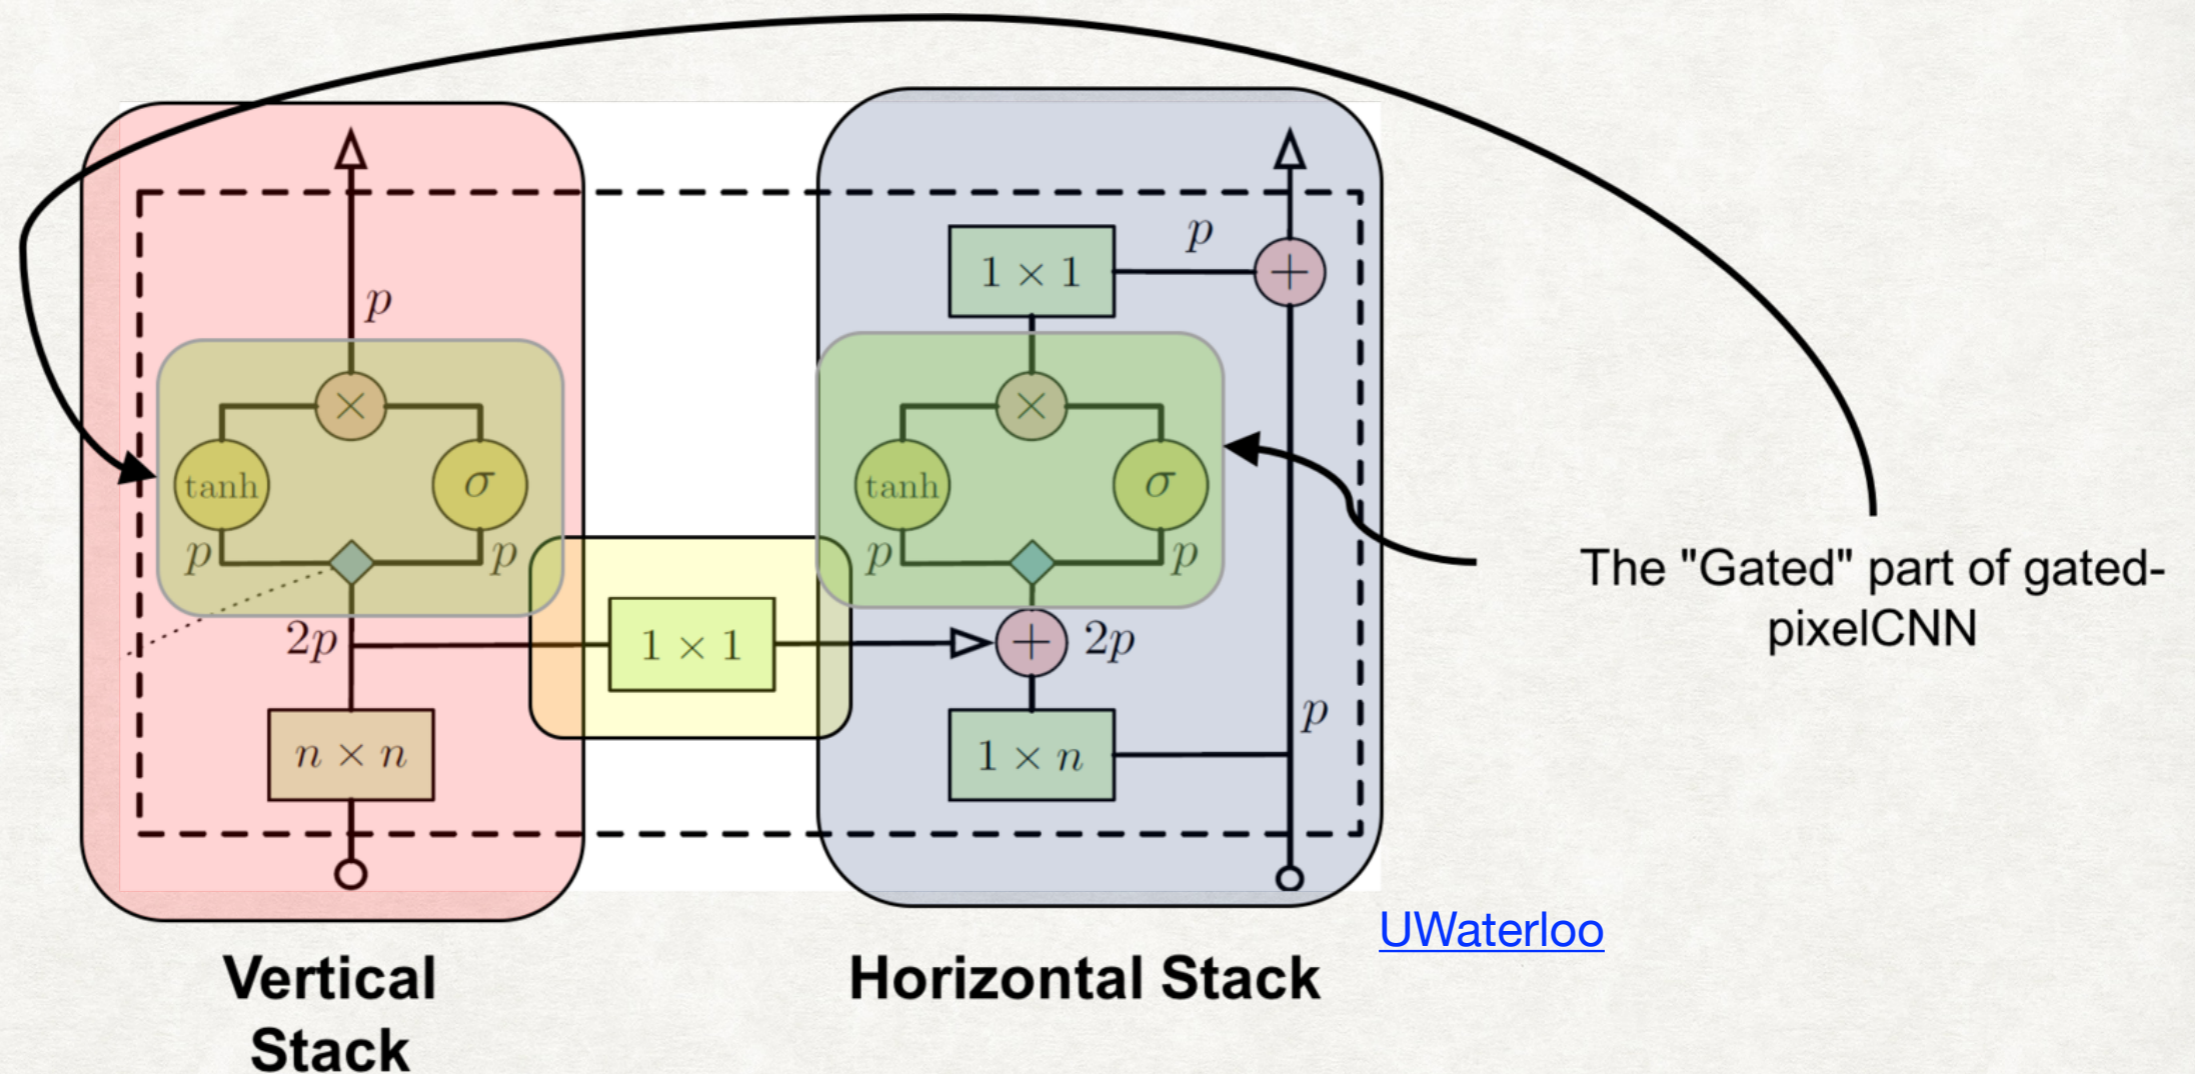 p
1 × 1
p
+
×
×
tanh
σ
tanh
σ
p
p
p
p
The "Gated" part of gated-
pixelCNN
2p
1 × 1
+
2p
n × n
1 × n
p
UWaterloo
Vertical
Stack
Horizontal Stack